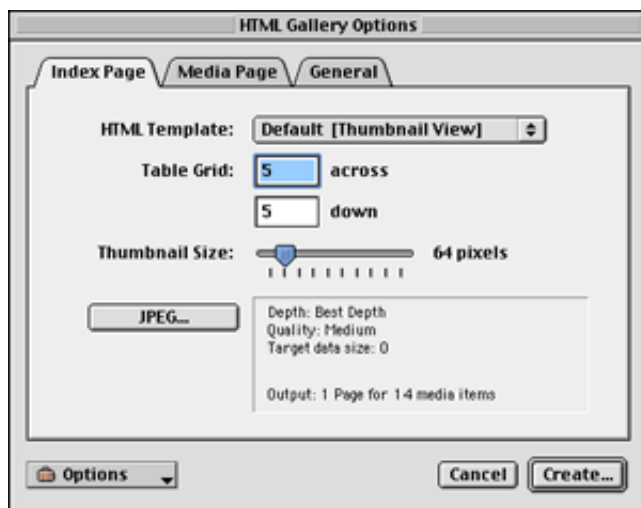 HTML Gallery Options
Index Page Media Page General
HTML Template: Default [Thumbnail View]
Table Grid: 5 across
5 down
Thumbnail Size: 64 pixels
JPEG...
Depth: Best Depth
Quality: Medium
Target data size: 0
Output: 1 Page for 14 media items
Options Cancel Create...